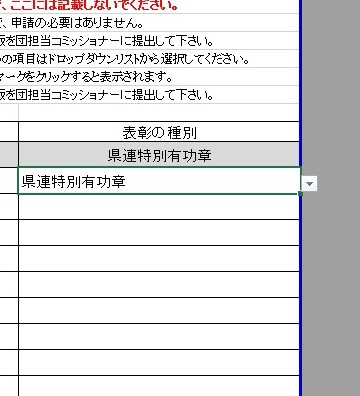 、ここには記載しないでください。
、申請の必要はありません。
版を団担当コミッショナーに提出して下さい。
の項目はドロップダウンリストから選択してください。
マークをクリックすると表示されます。
版を団担当コミッショナーに提出して下さい。
表彰の種別
県連特別有功章
県連特別有功章